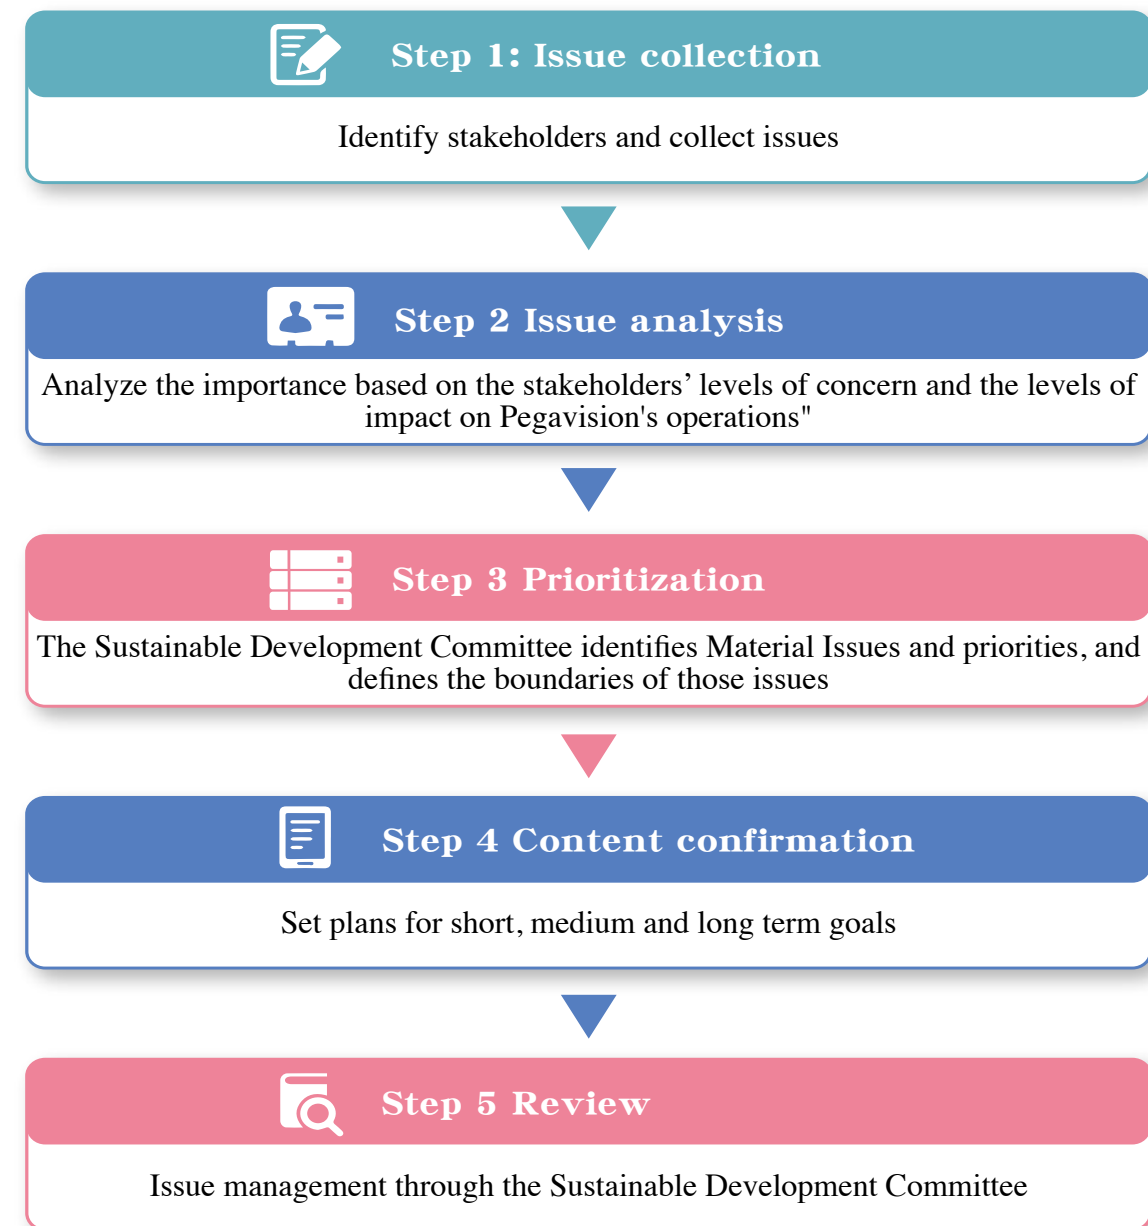 Step 1: Issue collection
Identify stakeholders and collect issues
Step 2 Issue analysis
Analyze the importance based on the stakeholders’ levels of concern and the levels of
impact on Pegavision's operations"
Step 3 Prioritization
The Sustainable Development Committee identifies Material Issues and priorities, and
defines the boundaries of those issues
Step 4 Content confirmation
Set plans for short, medium and long term goals
Step 5 Review
Issue management through the Sustainable Development Committee